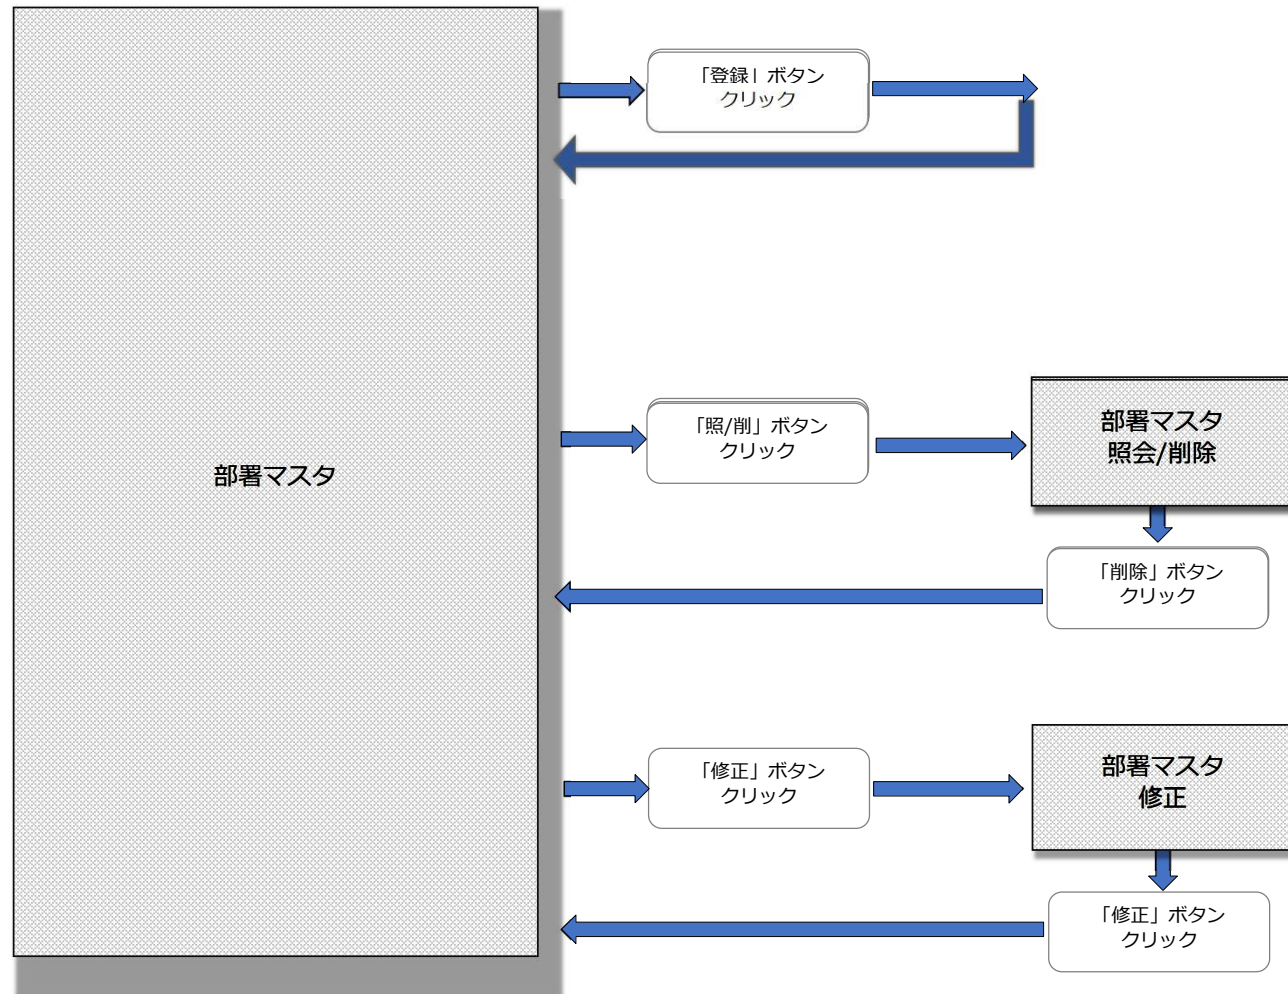 「登録」ボタン
クリック
「照/削」ボタン
クリック
部署マスタ
照会/削除
部署マスタ
「削除」ボタン
クリック
「修正」ボタン
クリック
部署マスタ
修正
「修正」ボタン
クリック